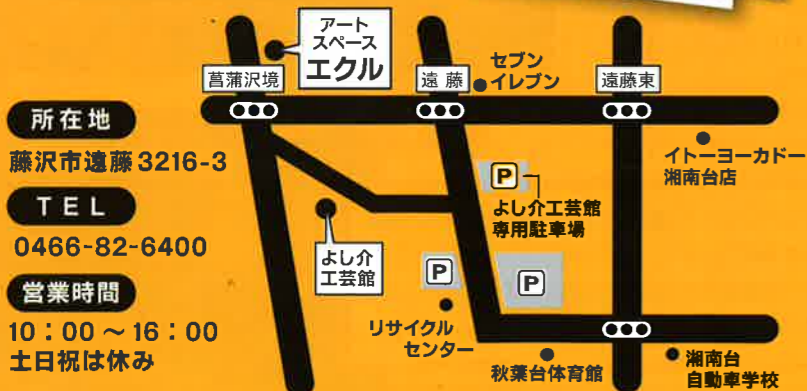 所在地
藤沢市遠藤3216-3
TEL
0466-82-6400
営業時間
10：00～16：00
土日祝は休み
アート
スペース
エクル
菖蒲沢境
遠藤
セブン
イレブン
遠藤東
イトーヨーカドー
湘南台店
P
よし介工芸館
専用駐車場
よし介
工芸館
P
P
リサイクル
センター
秋葉台体育館
湘南台
自動車学校